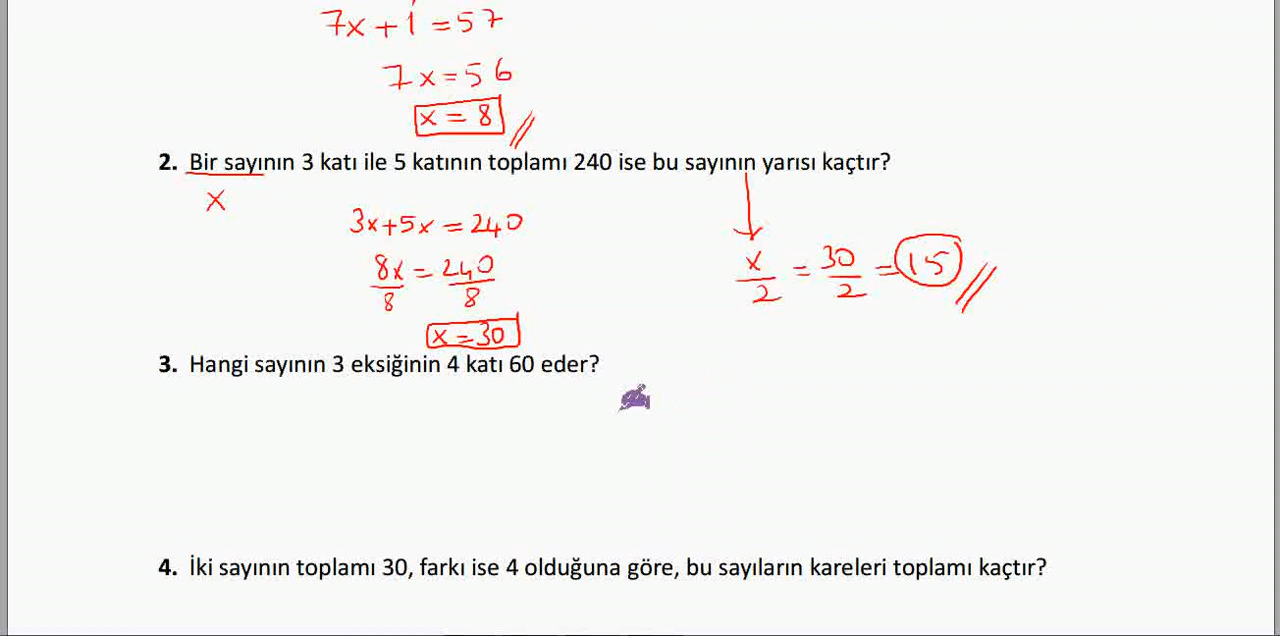 7x + 1 = 57
7x = 56
x = 8
2. Bir sayının 3 katı ile 5 katının toplamı 240 ise bu sayının yarısı kaçtır?
x
3x+5x = 240
8x/8 = 240/8
x = 30
x/2 = 30/2 = 15
3. Hangi sayının 3 eksiğinin 4 katı 60 eder?
4. İki sayının toplamı 30, farkı ise 4 olduğuna göre, bu sayıların kareleri toplamı kaçtır?